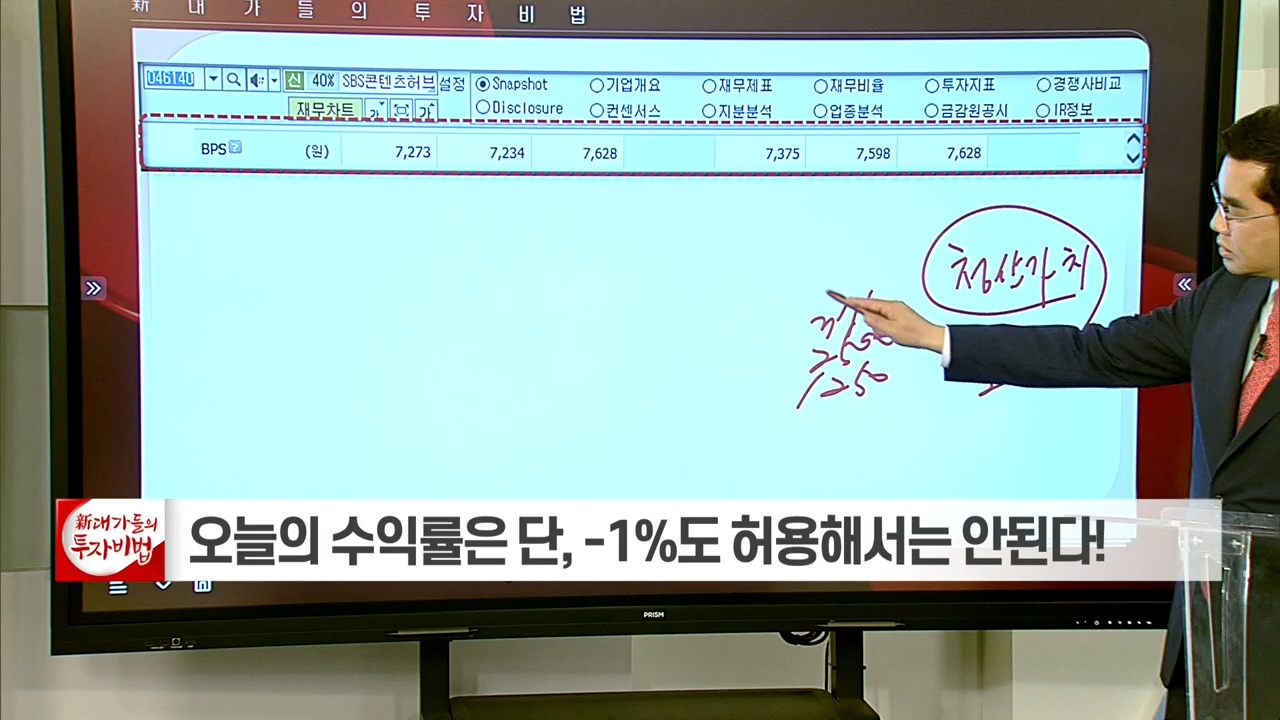 新 대가들의 투자비법
046140 신 40% SBS콘텐츠허브 설정 Snapshot 기업개요 재무제표 재무비율 투자지표 경쟁사비교
재무차트 가 가 Disclosure 컨센서스 지분분석 업종분석 금감원공시 IR정보
BPS ? (원) 7,273 7,234 7,628 7,375 7,598 7,628
청산가치
2500
1250
新대가들의
투자비법
오늘의 수익률은 단, -1%도 허용해서는 안된다!
PRISM